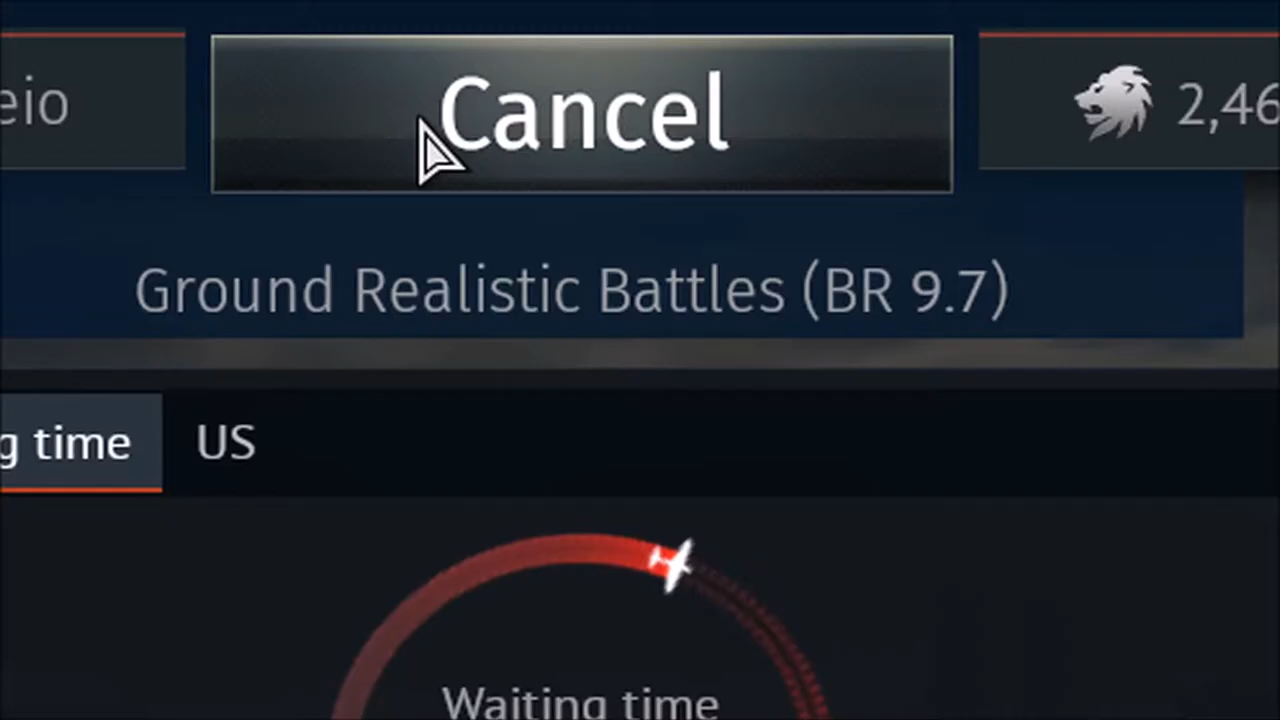 eio
Cancel
2,46
Ground Realistic Battles (BR 9.7)
g time
US
Waiting time